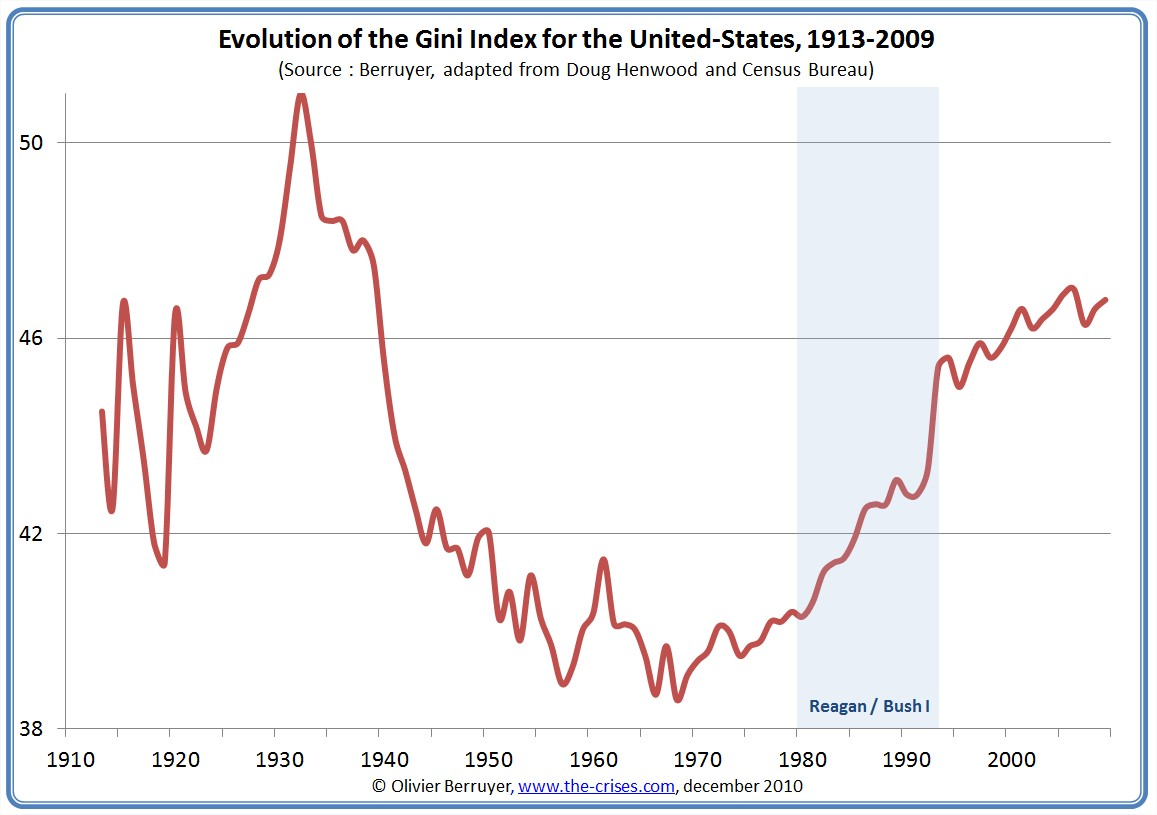 Evolution of the Gini Index for the United-States, 1913-2009
(Source : Berruyer, adapted from Doug Henwood and Census Bureau)
50
46
42
38
Reagan / Bush I
1910 1920 1930 1940 1950 1960 1970 1980 1990 2000
© Olivier Berruyer, www.the-crises.com, december 2010